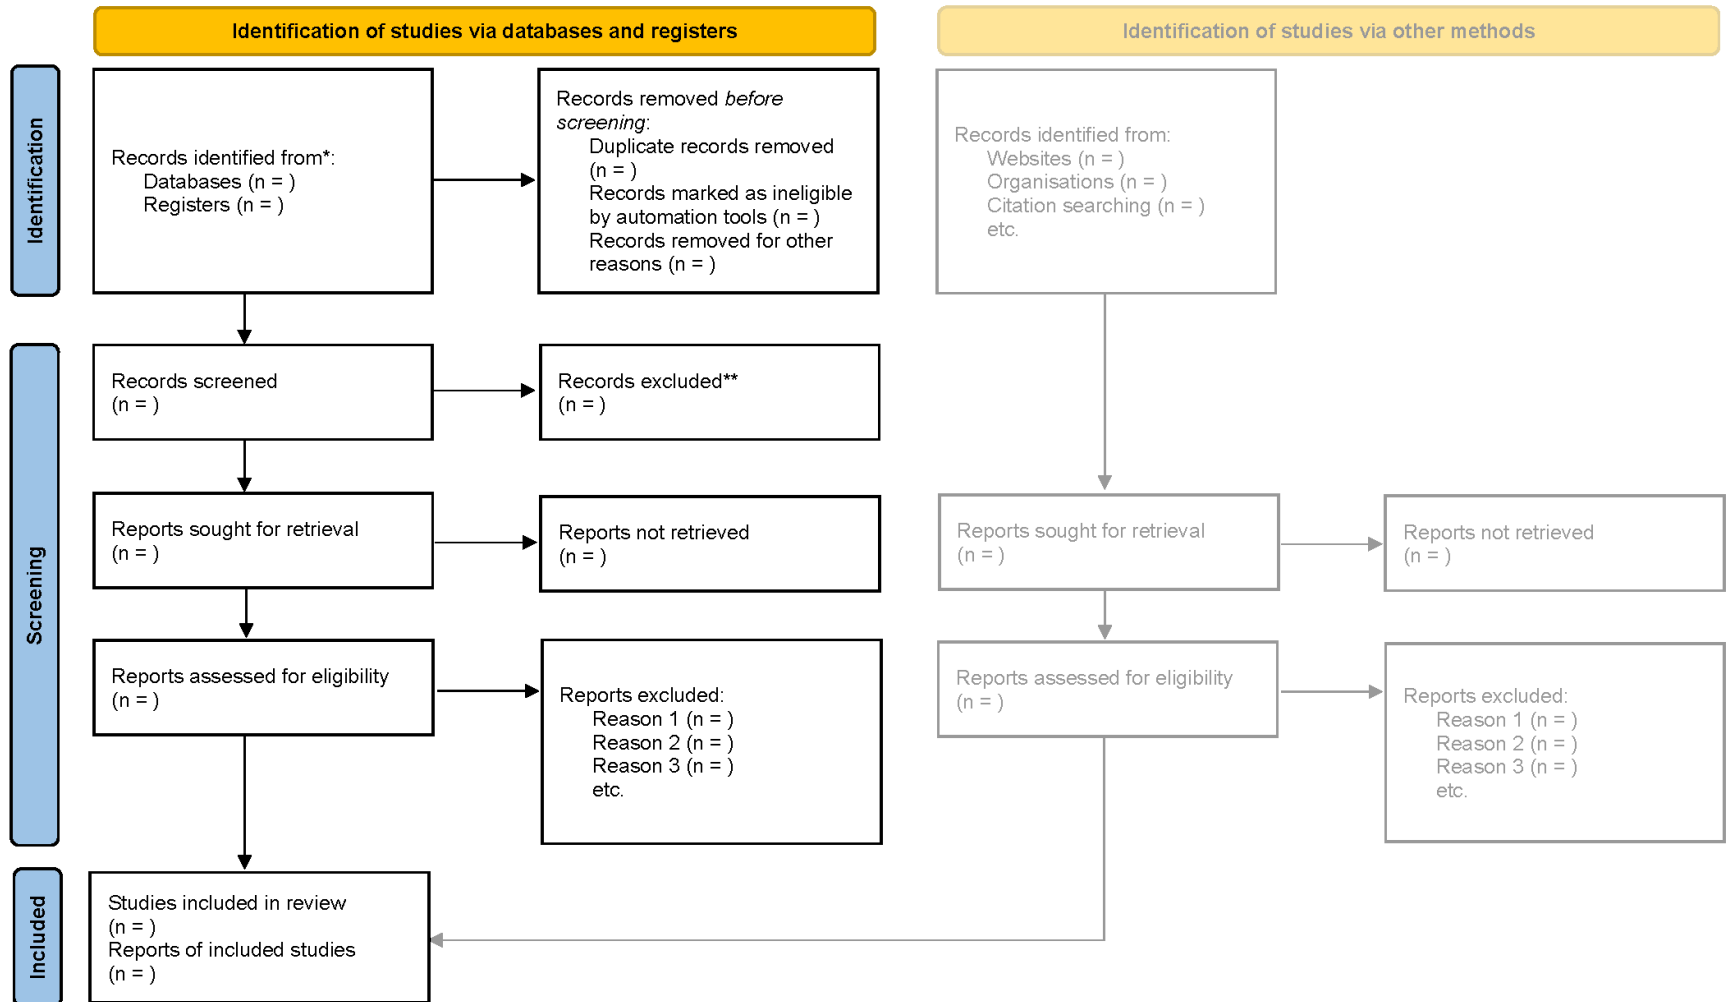 Identification of studies via databases and registers
Identification of studies via other methods
Identification
Records identified from*:
Databases (n = )
Registers (n = )
Records removed before
screening:
Duplicate records removed
(n = )
Records marked as ineligible
by automation tools (n = )
Records removed for other
reasons (n = )
Records identified from:
Websites (n = )
Organisations (n = )
Citation searching (n = )
etc.
Screening
Records screened
(n = )
Records excluded**
(n = )
Reports sought for retrieval
(n = )
Reports not retrieved
(n = )
Reports sought for retrieval
(n = )
Reports not retrieved
(n = )
Reports assessed for eligibility
(n = )
Reports excluded:
Reason 1 (n = )
Reason 2 (n = )
Reason 3 (n = )
etc.
Reports assessed for eligibility
(n = )
Reports excluded:
Reason 1 (n = )
Reason 2 (n = )
Reason 3 (n = )
etc.
Included
Studies included in review
(n = )
Reports of included studies
(n = )